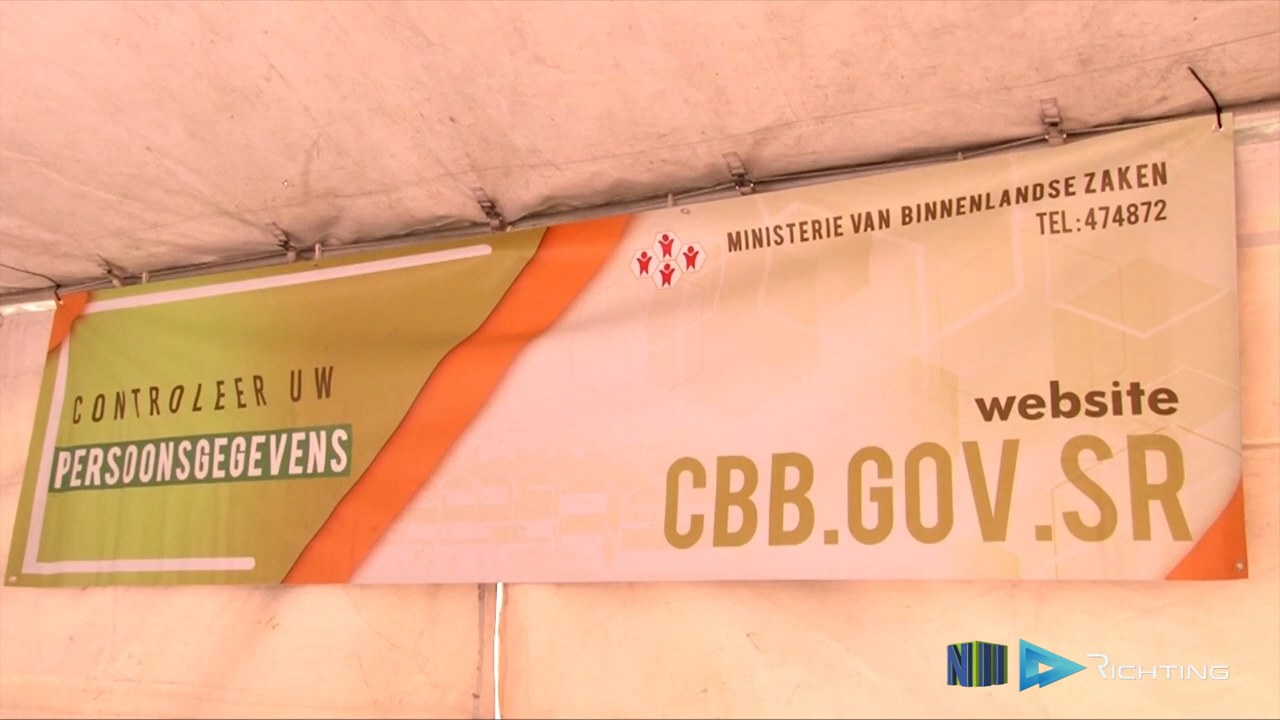 MINISTERIE VAN BINNENLANDSE ZAKEN
TEL: 474872
CONTROLEER UW
PERSOONSGEGEVENS
website
CBB.GOV.SR
N RICHTING